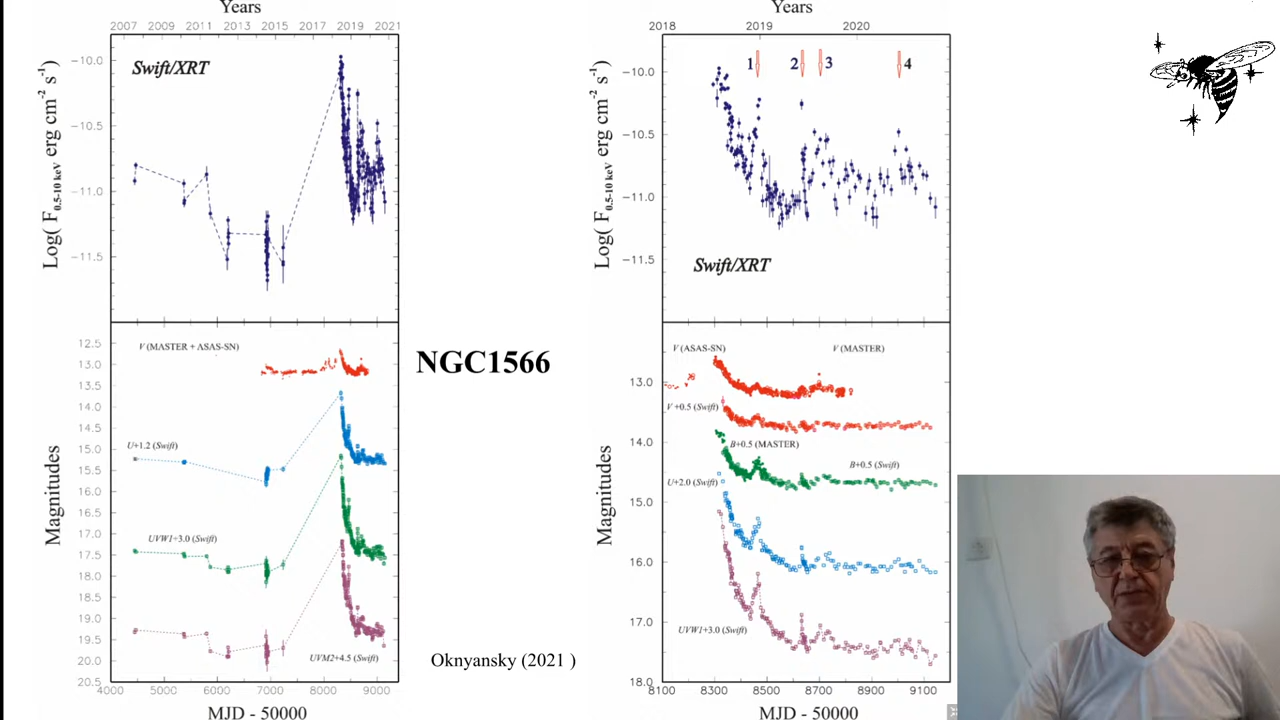 Years
2007 2009 2011 2013 2015 2017 2019 2021
Swift/XRT
−10.0
−10.5
−11.0
−11.5
Log( F0.5-10 keV erg cm-2 s-1)
V (MASTER + ASAS-SN)
U+1.2 (Swift)
UVW1+3.0 (Swift)
UVM2+4.5 (Swift)
12.5
13.0
13.5
14.0
15.0
15.5
16.0
16.5
17.0
17.5
18.0
19.0
19.5
20.0
20.5
Magnitudes
4000 5000 6000 7000 8000 9000
MJD - 50000
NGC1566
Oknyansky (2021 )
Years
2018 2019 2020
1 2 3 4
−10.0
−10.5
−11.0
−11.5
Log( F0.5-10 keV erg cm-2 s-1)
Swift/XRT
V (ASAS-SN) V (MASTER)
V +0.5 (Swift)
B+0.5 (MASTER)
B+0.5 (Swift)
U+2.0 (Swift)
UVW1+3.0 (Swift)
13.0
14.0
15.0
16.0
17.0
18.0
Magnitudes
8100 8300 8500 8700 8900 9100
MJD - 50000